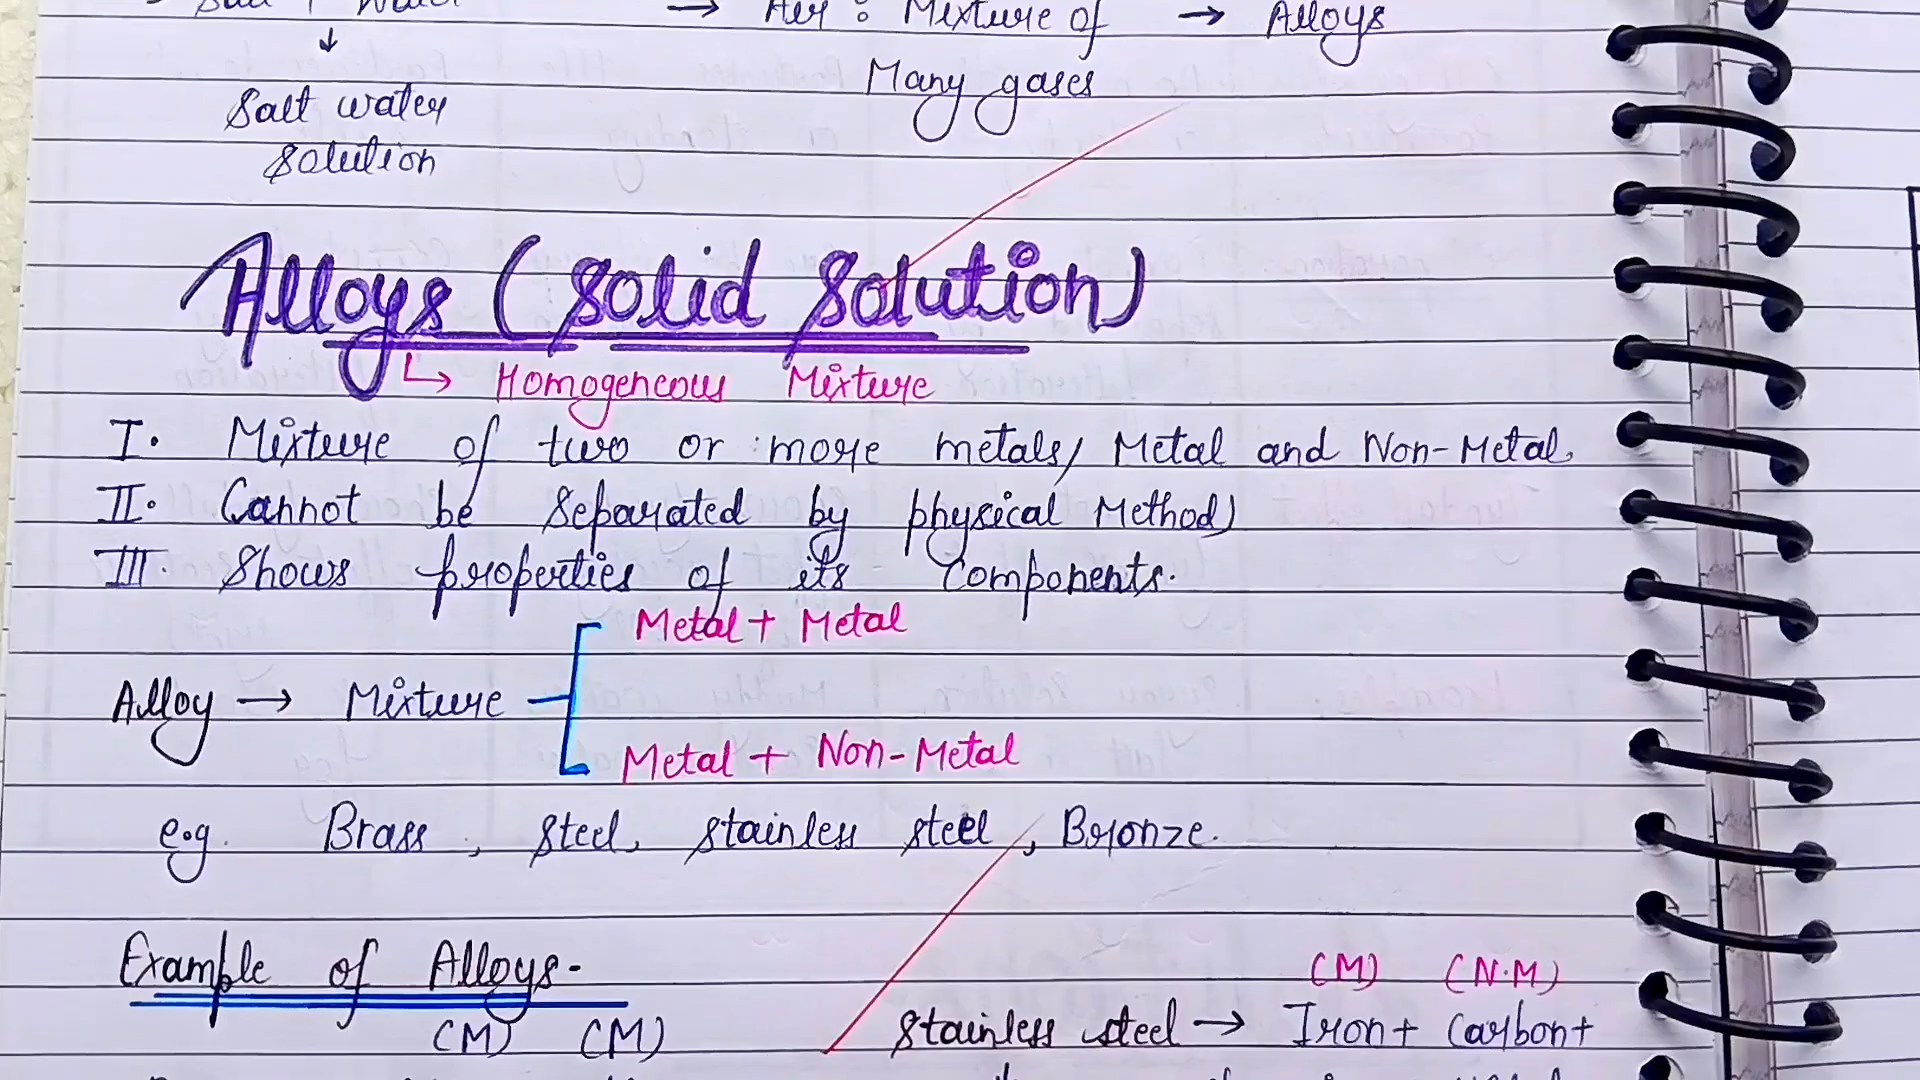 Salt + Water → Air : Mixture of → Alloys
↓ Many gases
Salt water
solution
Alloys (Solid Solution)
↳ Homogeneous Mixture
I. Mixture of two or more metals/ Metal and Non-Metal.
II. Cannot be separated by physical Method)
III. Shows properties of its components.
Metal + Metal
Alloy → Mixture
Metal + Non-Metal
e.g. Brass, Steel, Stainless steel, Bronze.
Example of Alloys-
(M) (M)
(M) (N.M)
Stainless steel → Iron + Carbon +